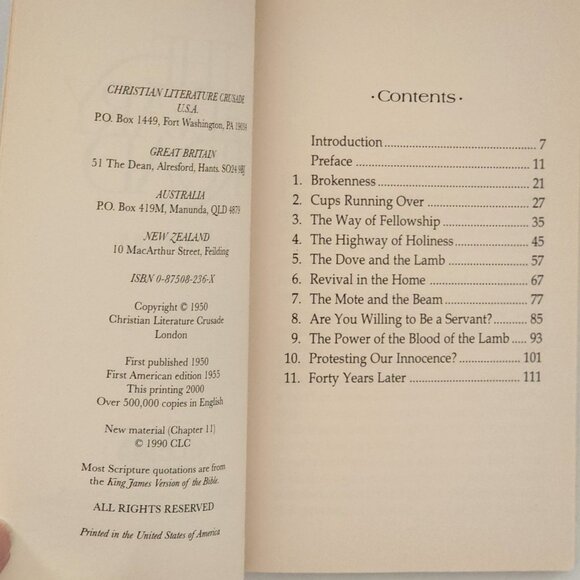 CHRISTIAN LITERATURE CRUSADE
U.S.A.
P.O. Box 1449, Fort Washington, PA 19034
GREAT BRITAIN
51 The Dean, Alresford, Hants. SO24 9BJ
AUSTRALIA
P.O. Box 419M, Manunda, QLD 4879
NEW ZEALAND
10 MacArthur Street, Feilding
ISBN 0-87508-236-X
Copyright © 1950
Christian Literature Crusade
London
First published 1950
First American edition 1955
This printing 2000
Over 500,000 copies in English
New material (Chapter 11)
© 1990 CLC
Most Scripture quotations are from
the King James Version of the Bible.
ALL RIGHTS RESERVED
Printed in the United States of America
·Contents·
Introduction 7
Preface 11
1. Brokenness 21
2. Cups Running Over 27
3. The Way of Fellowship 35
4. The Highway of Holiness 45
5. The Dove and the Lamb 57
6. Revival in the Home 67
7. The Mote and the Beam 77
8. Are You Willing to Be a Servant? 85
9. The Power of the Blood of the Lamb 93
10. Protesting Our Innocence? 101
11. Forty Years Later 111